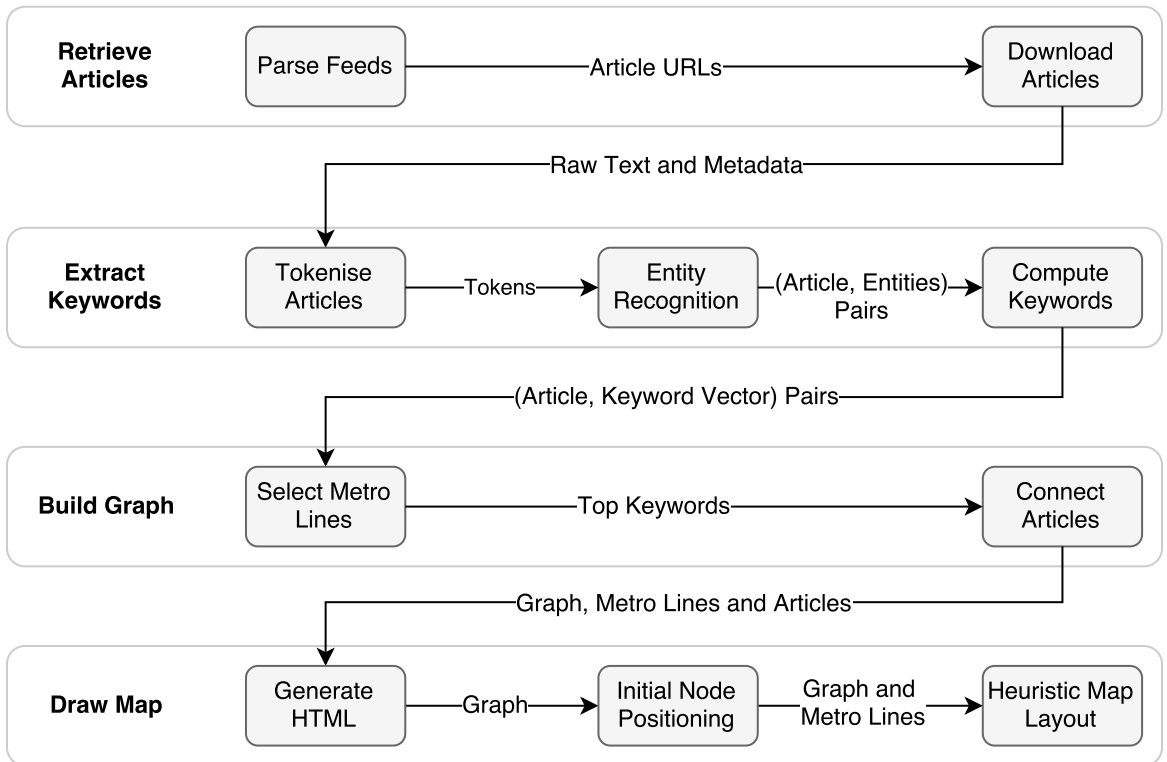 Retrieve
Articles
Parse Feeds
Article URLs
Download
Articles
Raw Text and Metadata
Extract
Keywords
Tokenise
Articles
Tokens
Entity
Recognition
(Article, Entities)
Pairs
Compute
Keywords
(Article, Keyword Vector) Pairs
Build Graph
Select Metro
Lines
Top Keywords
Connect
Articles
Graph, Metro Lines and Articles
Draw Map
Generate
HTML
Graph
Initial Node
Positioning
Graph and
Metro Lines
Heuristic Map
Layout